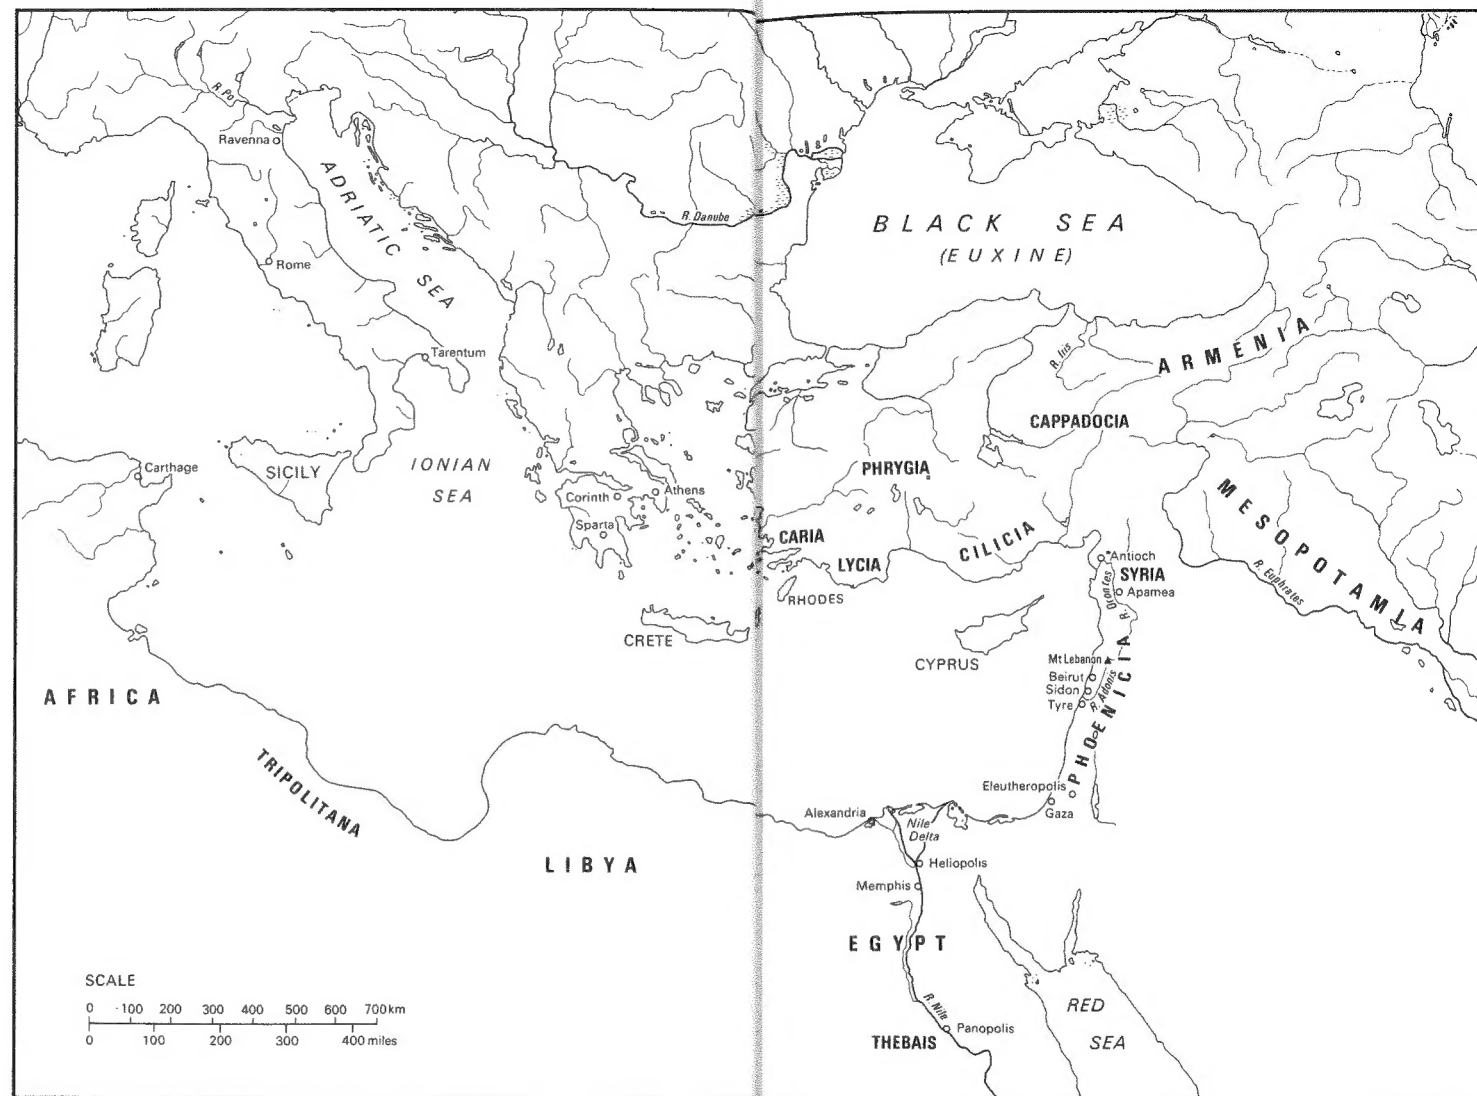 R. Po
Ravenna
ADRIATIC SEA
Rome
Tarentum
R. Danube
BLACK SEA
(EUXINE)
R. Iris
ARMENIA
CAPPADOCIA
PHRYGIA
Carthage
SICILY
IONIAN
SEA
Corinth
Athens
Sparta
CARIA
LYCIA
CILICIA
RHODES
CRETE
CYPRUS
Antioch
SYRIA
R. Orontes
Apamea
MESOPOTAMIA
R. Euphrates
Mt Lebanon
Beirut
Sidon
R. Adonis
Tyre
PHOENICIA
Eleutheropolis
Gaza
AFRICA
TRIPOLITANA
LIBYA
Alexandria
Nile
Delta
Heliopolis
Memphis
EGYPT
R. Nile
Panopolis
THEBAIS
RED
SEA
SCALE
0 100 200 300 400 500 600 700 km
0 100 200 300 400 miles